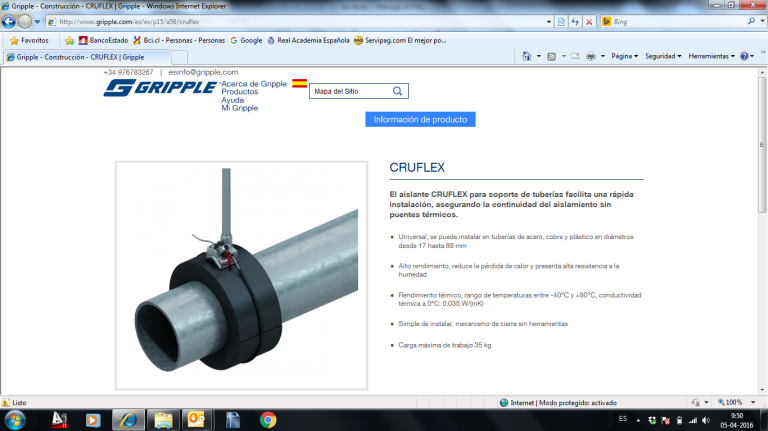 Gripple - Construcción - CRUFLEX | Gripple - Windows Internet Explorer
http://www.gripple.com/es/es/p15/x56/cruflex
Bing
Favoritos BancoEstado Bci.cl - Personas - Personas Google Real Academia Española Servipag.com El mejor po...
Gripple - Construcción - CRUFLEX | Gripple
Página Seguridad Herramientas
+34 976783267 | esinfo@gripple.com
GRIPPLE
Acerca de Gripple
Productos
Ayuda
Mi Gripple
Mapa del Sitio
Información de producto
CRUFLEX
El aislante CRUFLEX para soporte de tuberías facilita una rápida
instalación, asegurando la continuidad del aislamiento sin
puentes térmicos.
Universal, se puede instalar en tuberías de acero, cobre y plástico en diámetros
desde 17 hasta 89 mm
Alto rendimiento, reduce la pérdida de calor y presenta alta resistencia a la
humedad
Rendimiento térmico, rango de temperaturas entre -40°C y +80°C, conductividad
térmica a 0°C: 0,035 W/(mK)
Simple de instalar, mecanismo de cierre sin herramientas
Carga máxima de trabajo 35 kg
Listo
Internet | Modo protegido: activado
100%
ES
9:50
05-04-2016